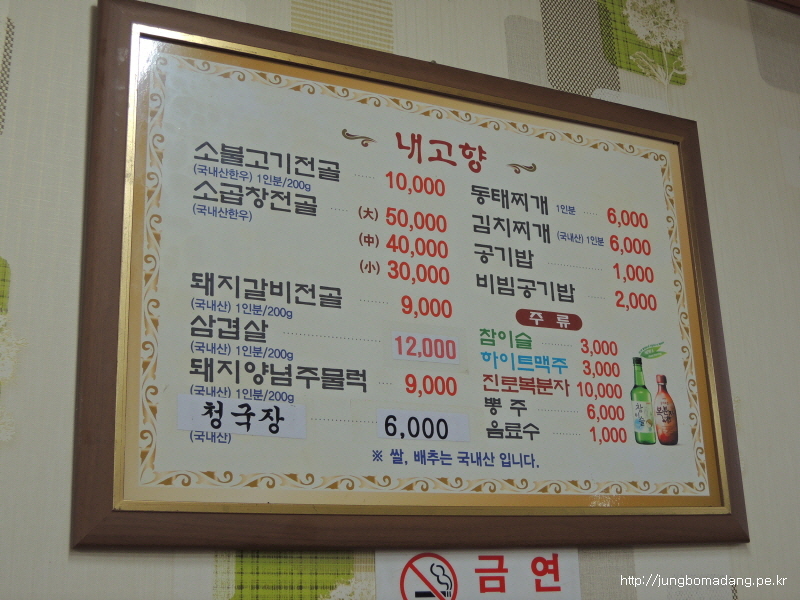 내고향
소불고기전골 10,000
(국내산한우) 1인분/200g
소곱창전골 (大) 50,000
(국내산한우)
(中) 40,000
(小) 30,000
돼지갈비전골 9,000
(국내산) 1인분/200g
삼겹살 12,000
(국내산) 1인분/200g
돼지양념주물럭 9,000
(국내산) 1인분/200g
청국장 6,000
(국내산)
동태찌개 1인분 6,000
김치찌개 (국내산) 1인분 6,000
공기밥 1,000
비빔공기밥 2,000
주류
참이슬 3,000
하이트맥주 3,000
진로복분자 10,000
뽕주 6,000
음료수 1,000
※ 쌀, 배추는 국내산 입니다.
금연
http://jungbomadang.pe.kr